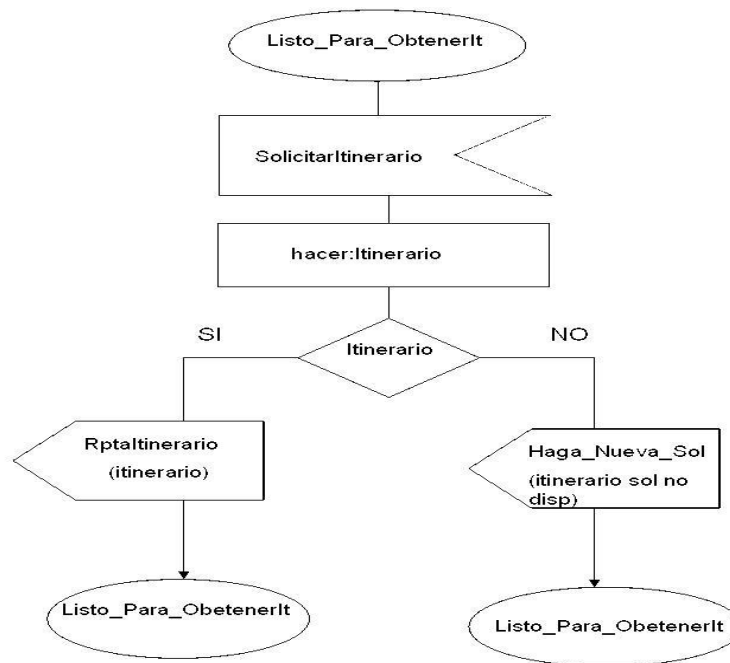 Listo_Para_ObtenerIt
SolicitarItinerario
hacer:Itinerario
SI
NO
Itinerario
RptaItinerario
(itinerario)
Haga_Nueva_Sol
(itinerario sol no
disp)
Listo_Para_ObetenerIt
Listo_Para_ObetenerIt